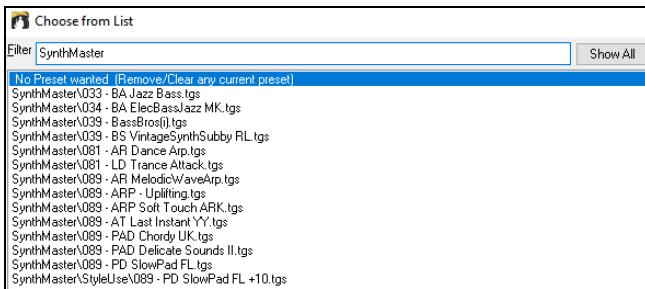 Choose from List
Filter SynthMaster Show All
No Preset wanted (Remove/Clear any current preset)
SynthMaster\033 - BA Jazz Bass.tgs
SynthMaster\034 - BA ElecBassJazz MK.tgs
SynthMaster\039 - BassBros(i).tgs
SynthMaster\039 - BS VintageSynthSubby RL.tgs
SynthMaster\081 - AR Dance Arp.tgs
SynthMaster\081 - LD Trance Attack.tgs
SynthMaster\089 - AR MelodicWaveArp.tgs
SynthMaster\089 - ARP - Uplifting.tgs
SynthMaster\089 - ARP Soft Touch ARK.tgs
SynthMaster\089 - AT Last Instant YY.tgs
SynthMaster\089 - PAD Chordy UK.tgs
SynthMaster\089 - PAD Delicate Sounds II.tgs
SynthMaster\089 - PD SlowPad FL.tgs
SynthMaster\StyleUse\089 - PD SlowPad FL +10.tgs